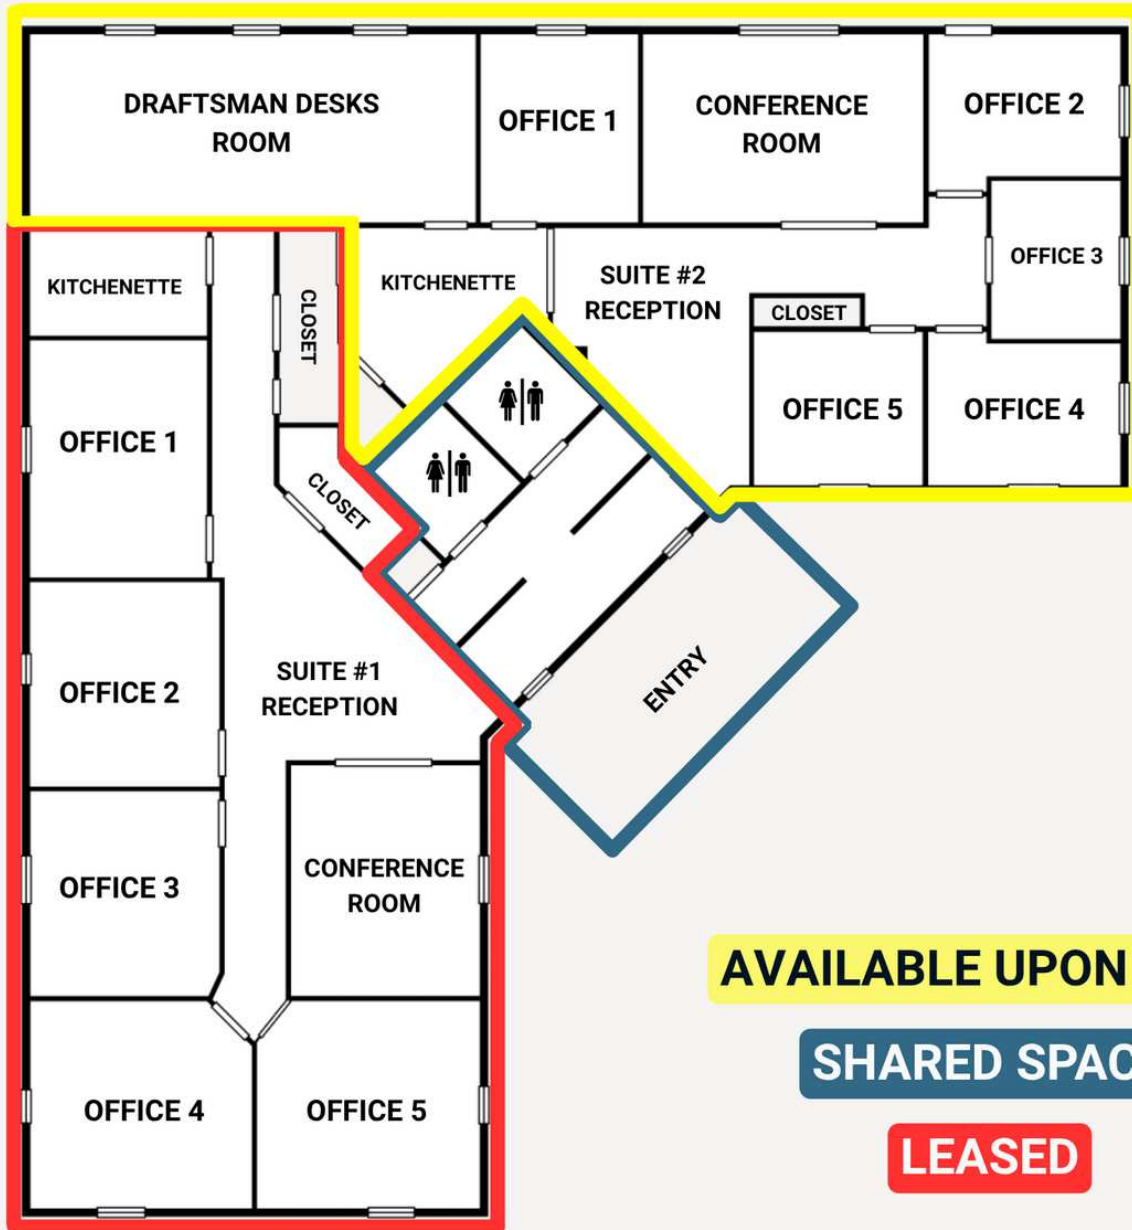 DRAFTSMAN DESKS
ROOM
OFFICE 1
CONFERENCE
ROOM
OFFICE 2
OFFICE 3
KITCHENETTE
SUITE #2
RECEPTION
CLOSET
OFFICE 5
OFFICE 4
KITCHENETTE
CLOSET
OFFICE 1
CLOSET
OFFICE 2
SUITE #1
RECEPTION
ENTRY
OFFICE 3
CONFERENCE
ROOM
OFFICE 4
OFFICE 5
AVAILABLE UPON
SHARED SPAC
LEASED